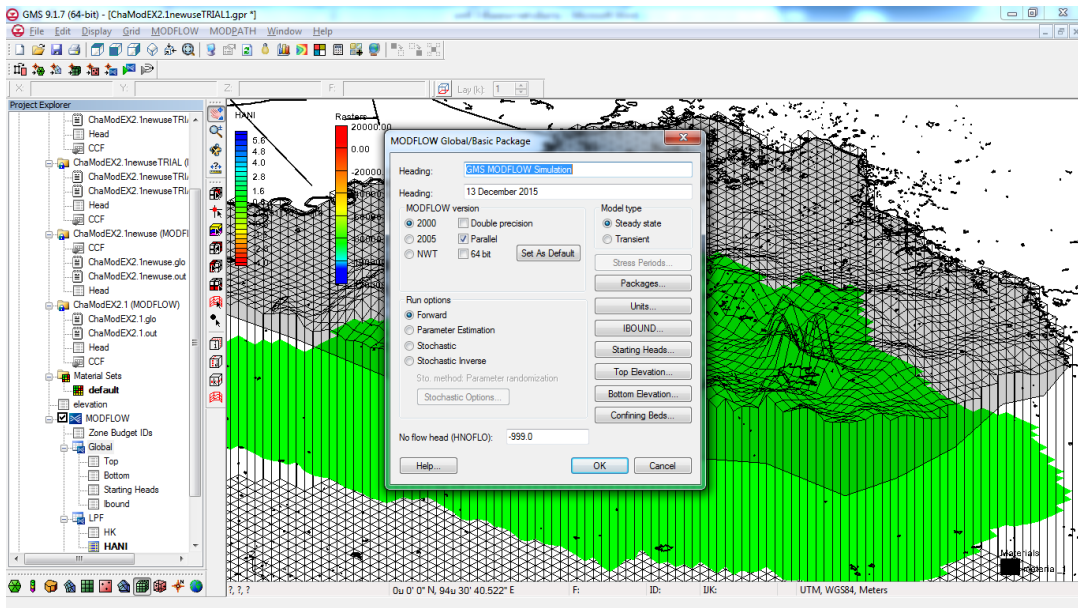 GMS 9.1.7 (64-bit) - [ChaModEX2.1newuseTRIAL1.gpr *]
File Edit Display Grid MODFLOW MODPATH Window Help
X: Y: Z: F: Lay (k): 1
Project Explorer
ChaModEX2.1newuseTRI
Head
CCF
ChaModEX2.1newuseTRIAL (
ChaModEX2.1newuseTRI
ChaModEX2.1newuseTRI
Head
CCF
ChaModEX2.1newuse (MODFI
CCF
ChaModEX2.1newuse.glo
ChaModEX2.1newuse.out
Head
ChaModEX2.1 (MODFLOW)
ChaModEX2.1.glo
ChaModEX2.1.out
Head
CCF
Material Sets
default
elevation
MODFLOW
Zone Budget IDs
Global
Top
Bottom
Starting Heads
Ibound
LPF
HK
HANI
HANI
5.6
4.8
4.0
2.8
1.6
Rasters
20000.00
0.00
-20000
MODFLOW Global/Basic Package
Heading: GMS MODFLOW Simulation
Heading: 13 December 2015
MODFLOW version
2000 Double precision
2005 Parallel
NWT 64 bit Set As Default
Model type
Steady state
Transient
Stress Periods...
Packages...
Units...
IBOUND...
Starting Heads...
Top Elevation...
Bottom Elevation...
Confining Beds...
Run options
Forward
Parameter Estimation
Stochastic
Stochastic Inverse
Sto. method: Parameter randomization
Stochastic Options...
No flow head (HNOFLO): -999.0
Help... OK Cancel
Materials
?, ?, ? 0υ 0' 0" N, 94υ 30' 40.522" E F: ID: IJK: UTM, WGS84, Meters